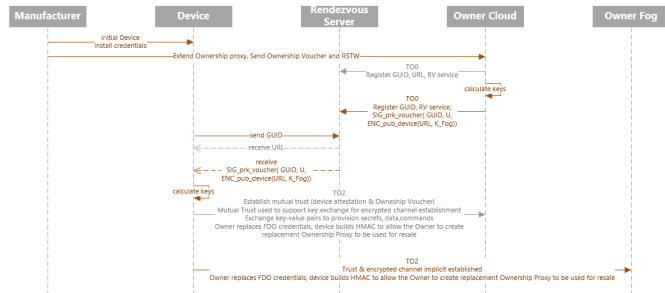 Manufacturer
Device
Rendezvous
Server
Owner Cloud
Owner Fog
Initial Device
Install credentials
Extend Ownership proxy. Send Ownership Voucher and RSTW
TO0
Register GUID, URL, RV service
calculate keys
TO0
Register GUID, RV service,
SIG_prk_voucher( GUID, U,
ENC_pub_device(URL, K_Fog))
send GUID
receive URL
receive
SIG_prk_voucher( GUID, U,
ENC_pub_device(URL, K_Fog))
calculate keys
TO2
Establish mutual trust (device attestation & Owneship Voucher)
Mutual Trust used to support key exchange for encrypted channel establishment
Exchange key-value pairs to provision secrets, data,commands
Owner replaces FDO credentials, device builds HMAC to allow the Owner to create
replacement Ownership Proxy to be used for resale
TO2
Trust & encrypted channel implicit established
Owner replaces FDO credentials, device builds HMAC to allow the Owner to create replacement Ownership Proxy to be used for resale